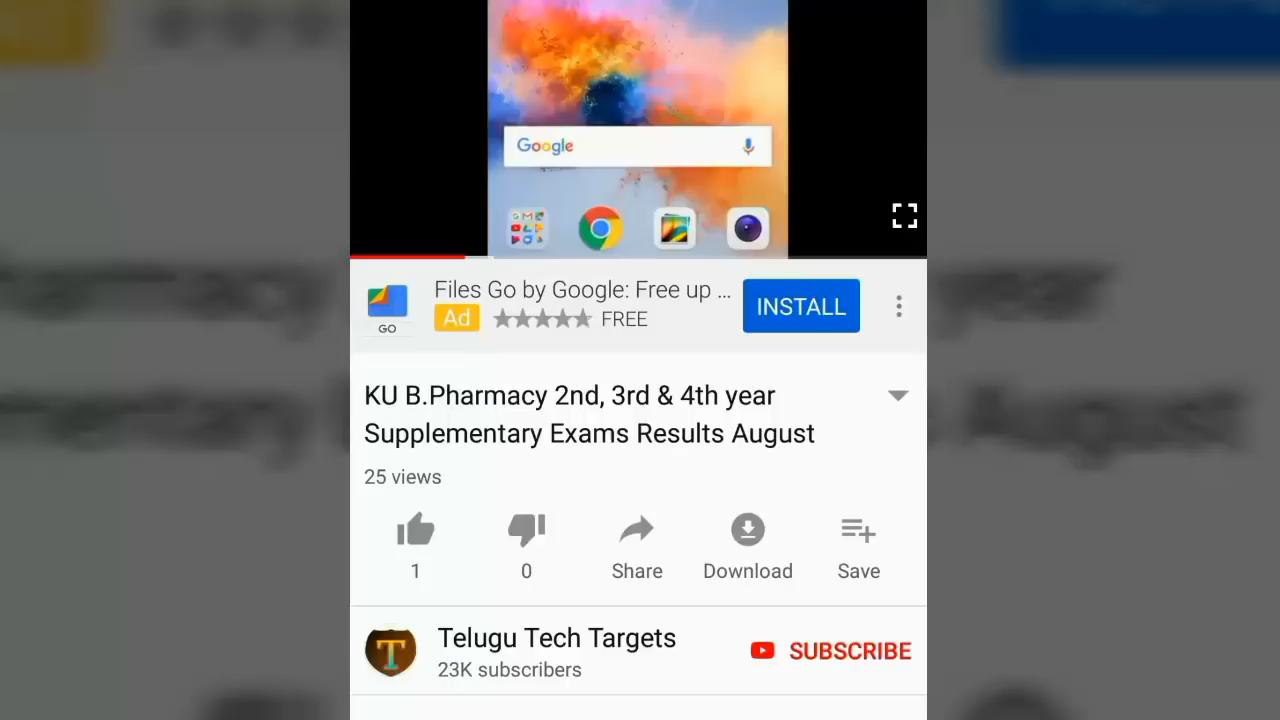 Google
GO
Files Go by Google: Free up ...
Ad
FREE
INSTALL
KU B.Pharmacy 2nd, 3rd & 4th year
Supplementary Exams Results August
25 views
1
0
Share
Download
Save
T
Telugu Tech Targets
23K subscribers
SUBSCRIBE